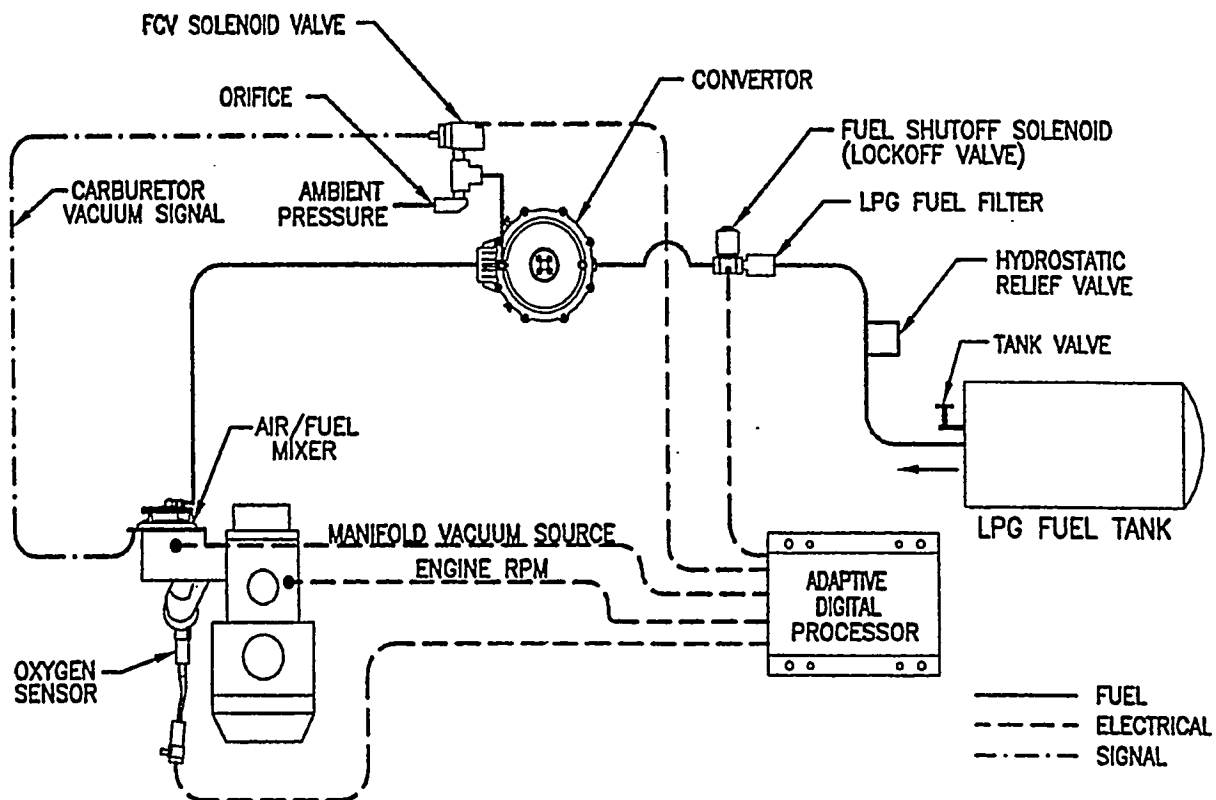 FCV SOLENOID VALVE
CONVERTOR
ORIFICE
FUEL SHUTOFF SOLENOID
(LOCKOFF VALVE)
CARBURETOR
VACUUM SIGNAL
AMBIENT
PRESSURE
LPG FUEL FILTER
HYDROSTATIC
RELIEF VALVE
TANK VALVE
AIR/FUEL
MIXER
LPG FUEL TANK
MANIFOLD VACUUM SOURCE
ENGINE RPM
ADAPTIVE
DIGITAL
PROCESSOR
OXYGEN
SENSOR
FUEL
ELECTRICAL
SIGNAL